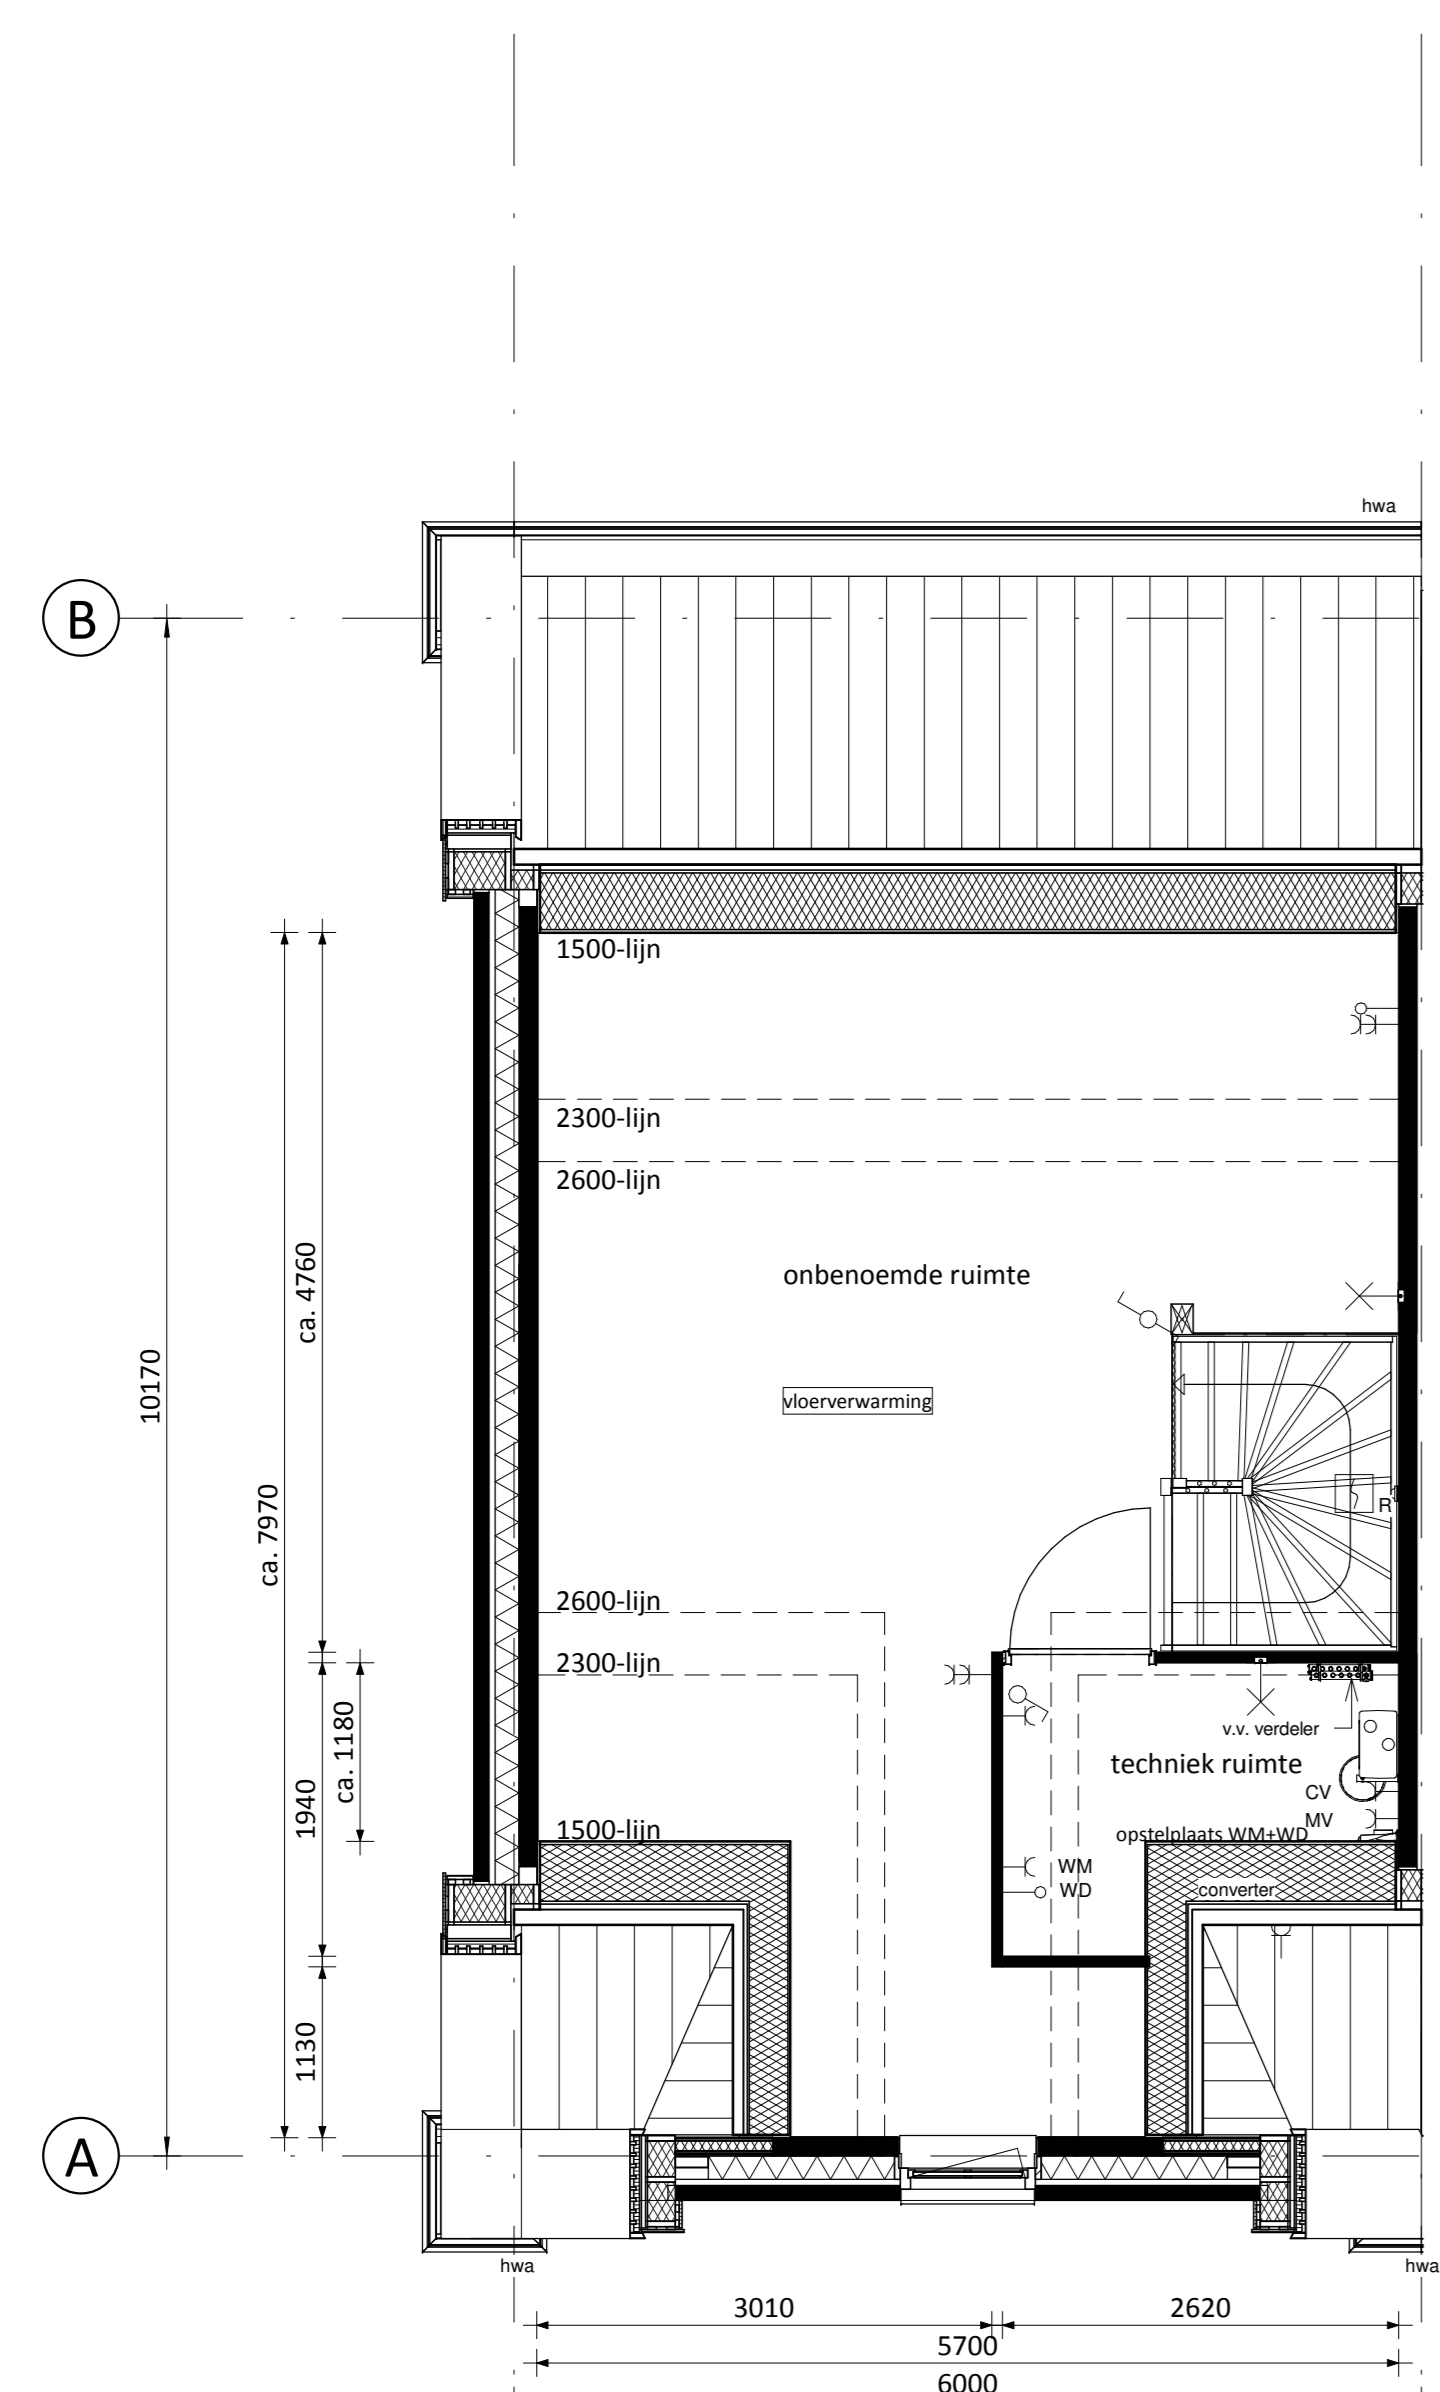 hwa
B
1500-lijn
2300-lijn
2600-lijn
onbenoemde ruimte
ca. 4760
10170
vloerverwarming
ca. 7970
R
2600-lijn
2300-lijn
ca. 1180
v.v. verdeler
techniek ruimte
1940
CV
MV
1500-lijn
opstelplaats WM+WD
WM
WD
converter
1130
A
hwa
hwa
3010
2620
5700
6000